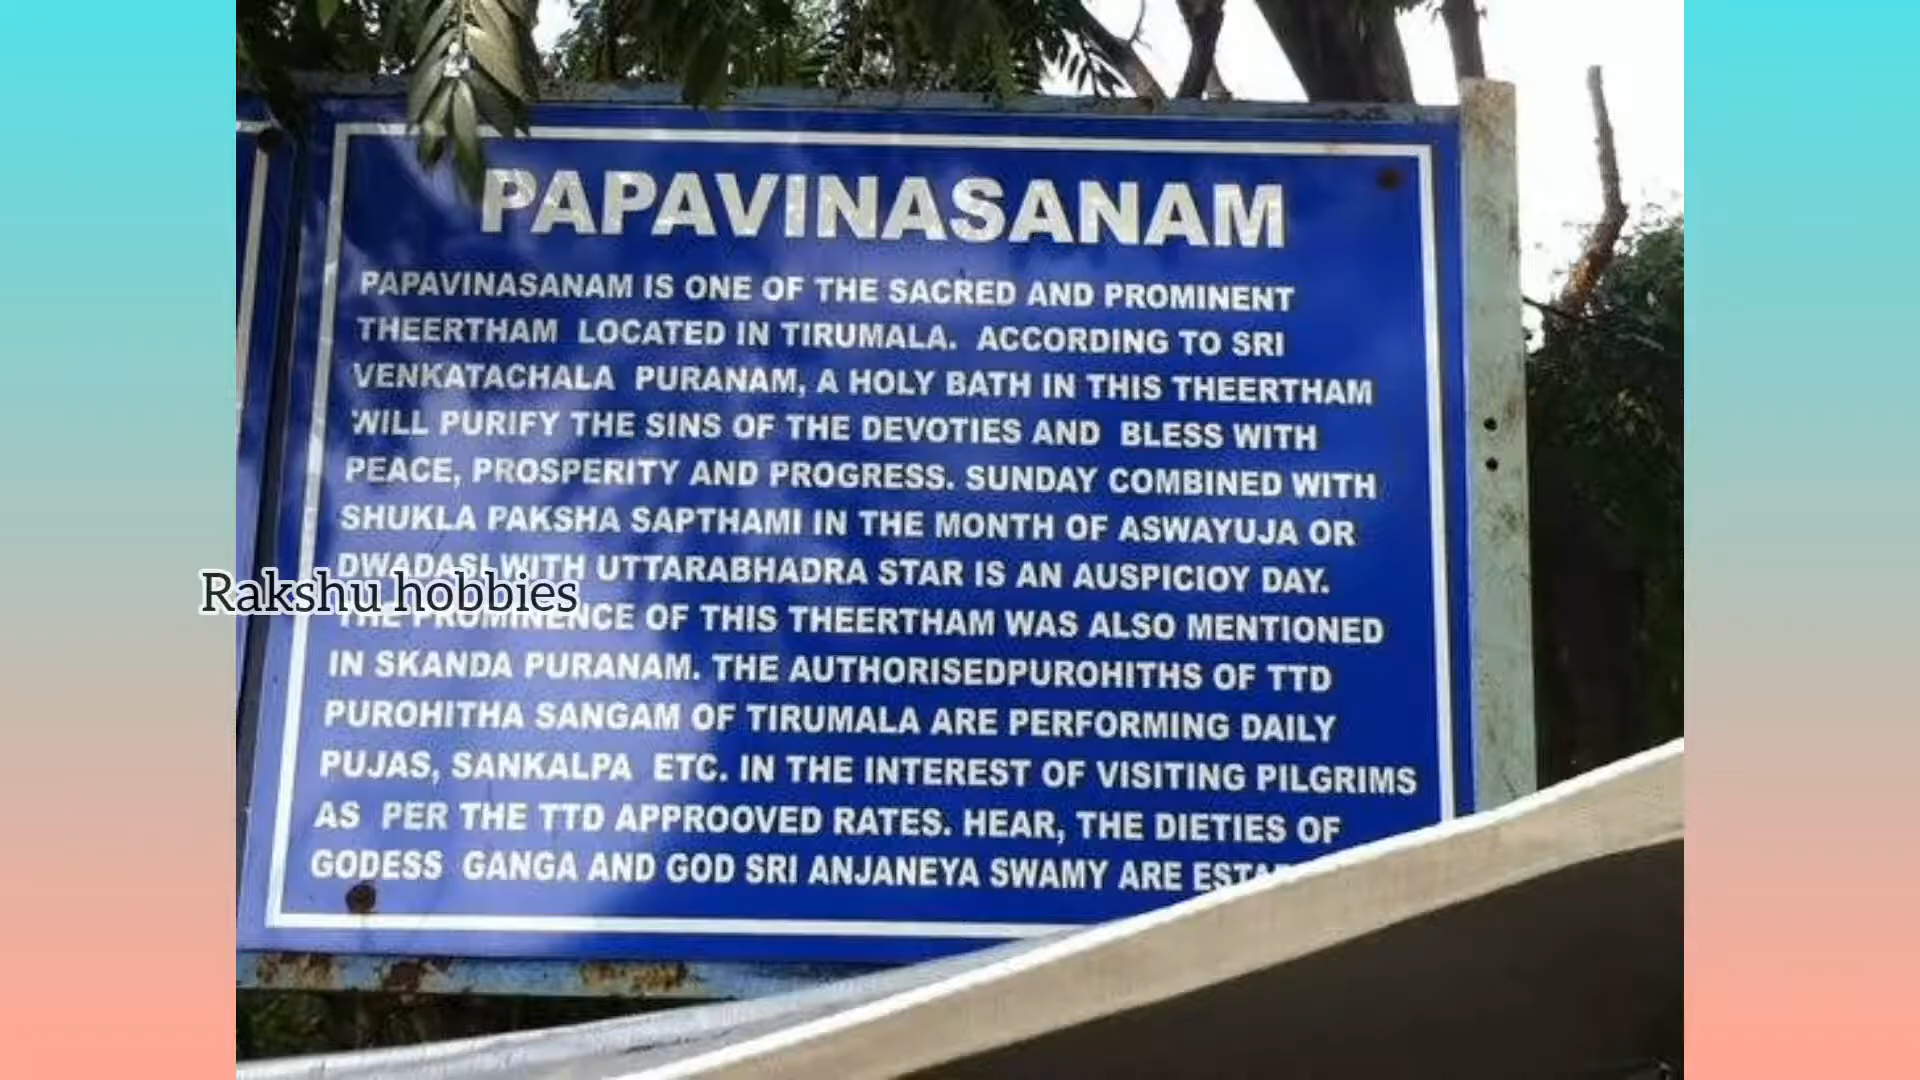 PAPAVINASANAM
PAPAVINASANAM IS ONE OF THE SACRED AND PROMINENT
THEERTHAM LOCATED IN TIRUMALA. ACCORDING TO SRI
VENKATACHALA PURANAM, A HOLY BATH IN THIS THEERTHAM
WILL PURIFY THE SINS OF THE DEVOTIES AND BLESS WITH
PEACE, PROSPERITY AND PROGRESS. SUNDAY COMBINED WITH
SHUKLA PAKSHA SAPTHAMI IN THE MONTH OF ASWAYUJA OR
DWADASI WITH UTTARABHADRA STAR IS AN AUSPICIOY DAY.
Rakshu hobbies
THE PROMINENCE OF THIS THEERTHAM WAS ALSO MENTIONED
IN SKANDA PURANAM. THE AUTHORISEDPUROHITHS OF TTD
PUROHITHA SANGAM OF TIRUMALA ARE PERFORMING DAILY
PUJAS, SANKALPA ETC. IN THE INTEREST OF VISITING PILGRIMS
AS PER THE TTD APPROOVED RATES. HEAR, THE DIETIES OF
GODESS GANGA AND GOD SRI ANJANEYA SWAMY ARE